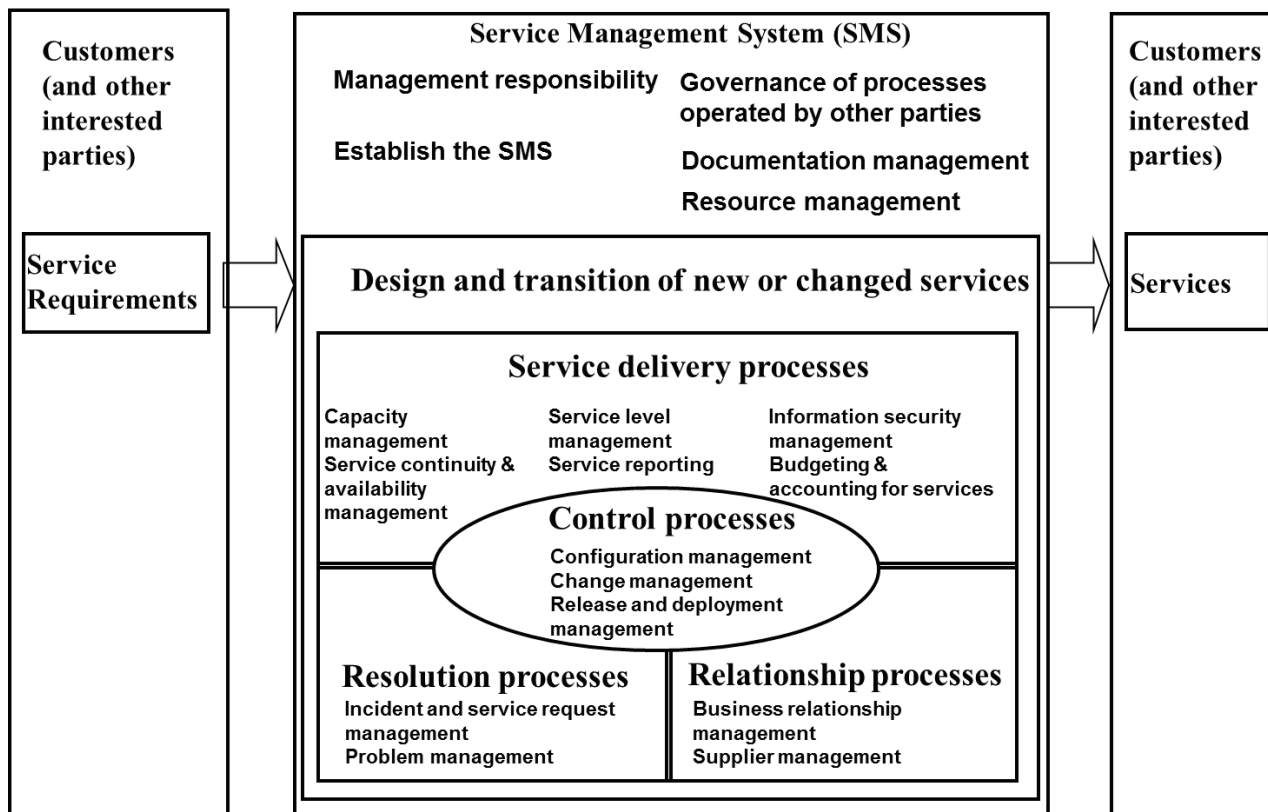 Customers
(and other
interested
parties)
Service
Requirements
Service Management System (SMS)
Management responsibility
Establish the SMS
Governance of processes
operated by other parties
Documentation management
Resource management
Design and transition of new or changed services
Service delivery processes
Capacity
management
Service continuity &
availability
management
Service level
management
Service reporting
Information security
management
Budgeting &
accounting for services
Control processes
Configuration management
Change management
Release and deployment
management
Resolution processes
Incident and service request
management
Problem management
Relationship processes
Business relationship
management
Supplier management
Customers
(and other
interested
parties)
Services